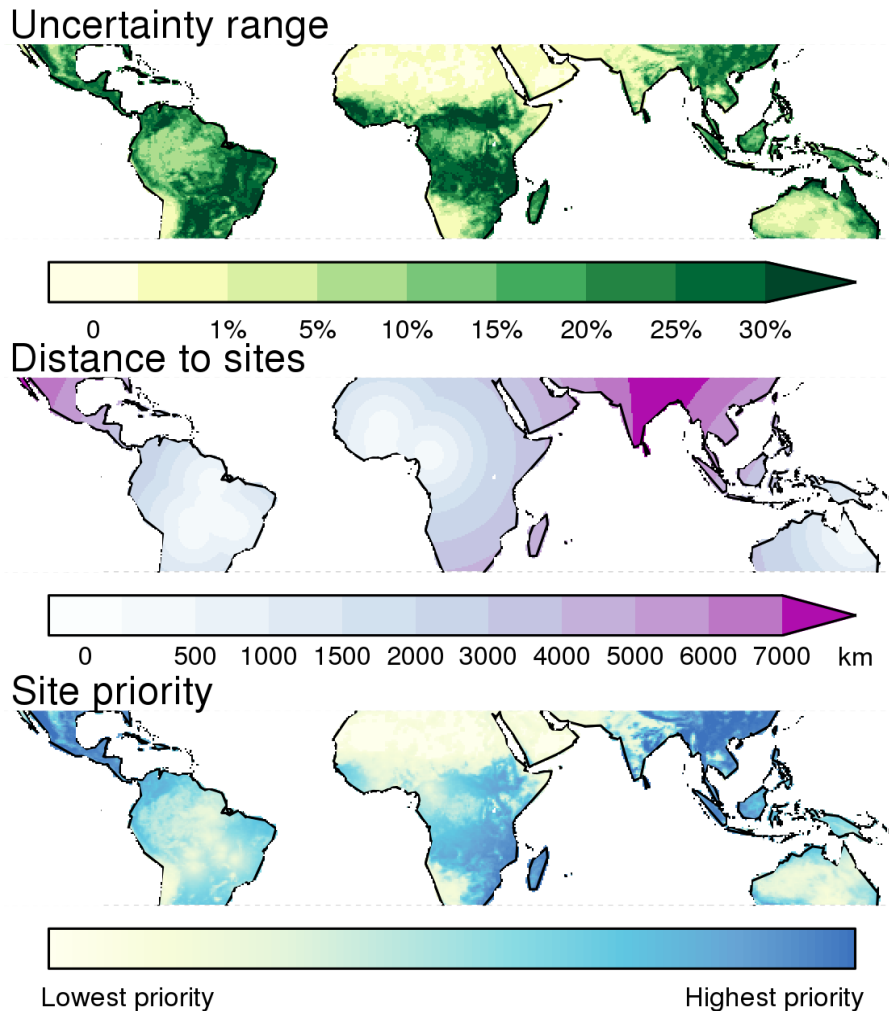 Uncertainty range
0 1% 5% 10% 15% 20% 25% 30%
Distance to sites
0 500 1000 1500 2000 3000 4000 5000 6000 7000 km
Site priority
Lowest priority Highest priority